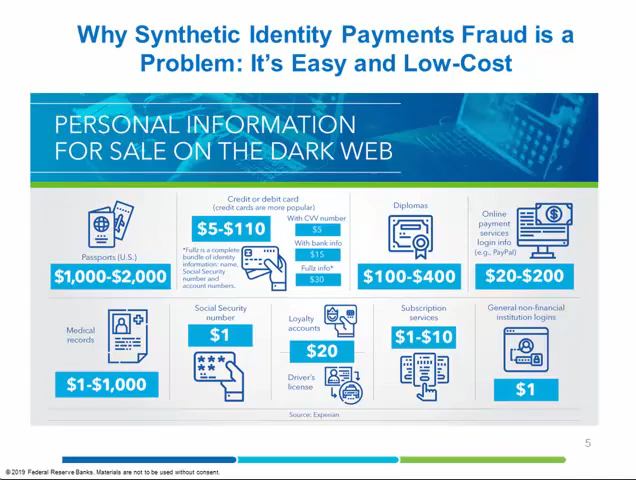 Why Synthetic Identity Payments Fraud is a
Problem: It's Easy and Low-Cost
PERSONAL INFORMATION
FOR SALE ON THE DARK WEB
Passports (U.S.)
$1,000-$2,000
Credit or debit card
(credit cards are more popular)
$5-$110
*Fullz is a complete
bundle of identity
information: name,
Social Security
number and
account numbers.
With CVV number
$5
With bank info
$15
Fullz info*
$30
Diplomas
$100-$400
Online
payment
services
login info
(e.g., PayPal)
$20-$200
Medical
records
$1-$1,000
Social Security
number
$1
Loyalty
accounts
$20
Driver's
license
Subscription
services
$1-$10
General non-financial
institution logins
$1
Source: Experian
5
© 2019 Federal Reserve Banks. Materials are not to be used without consent.